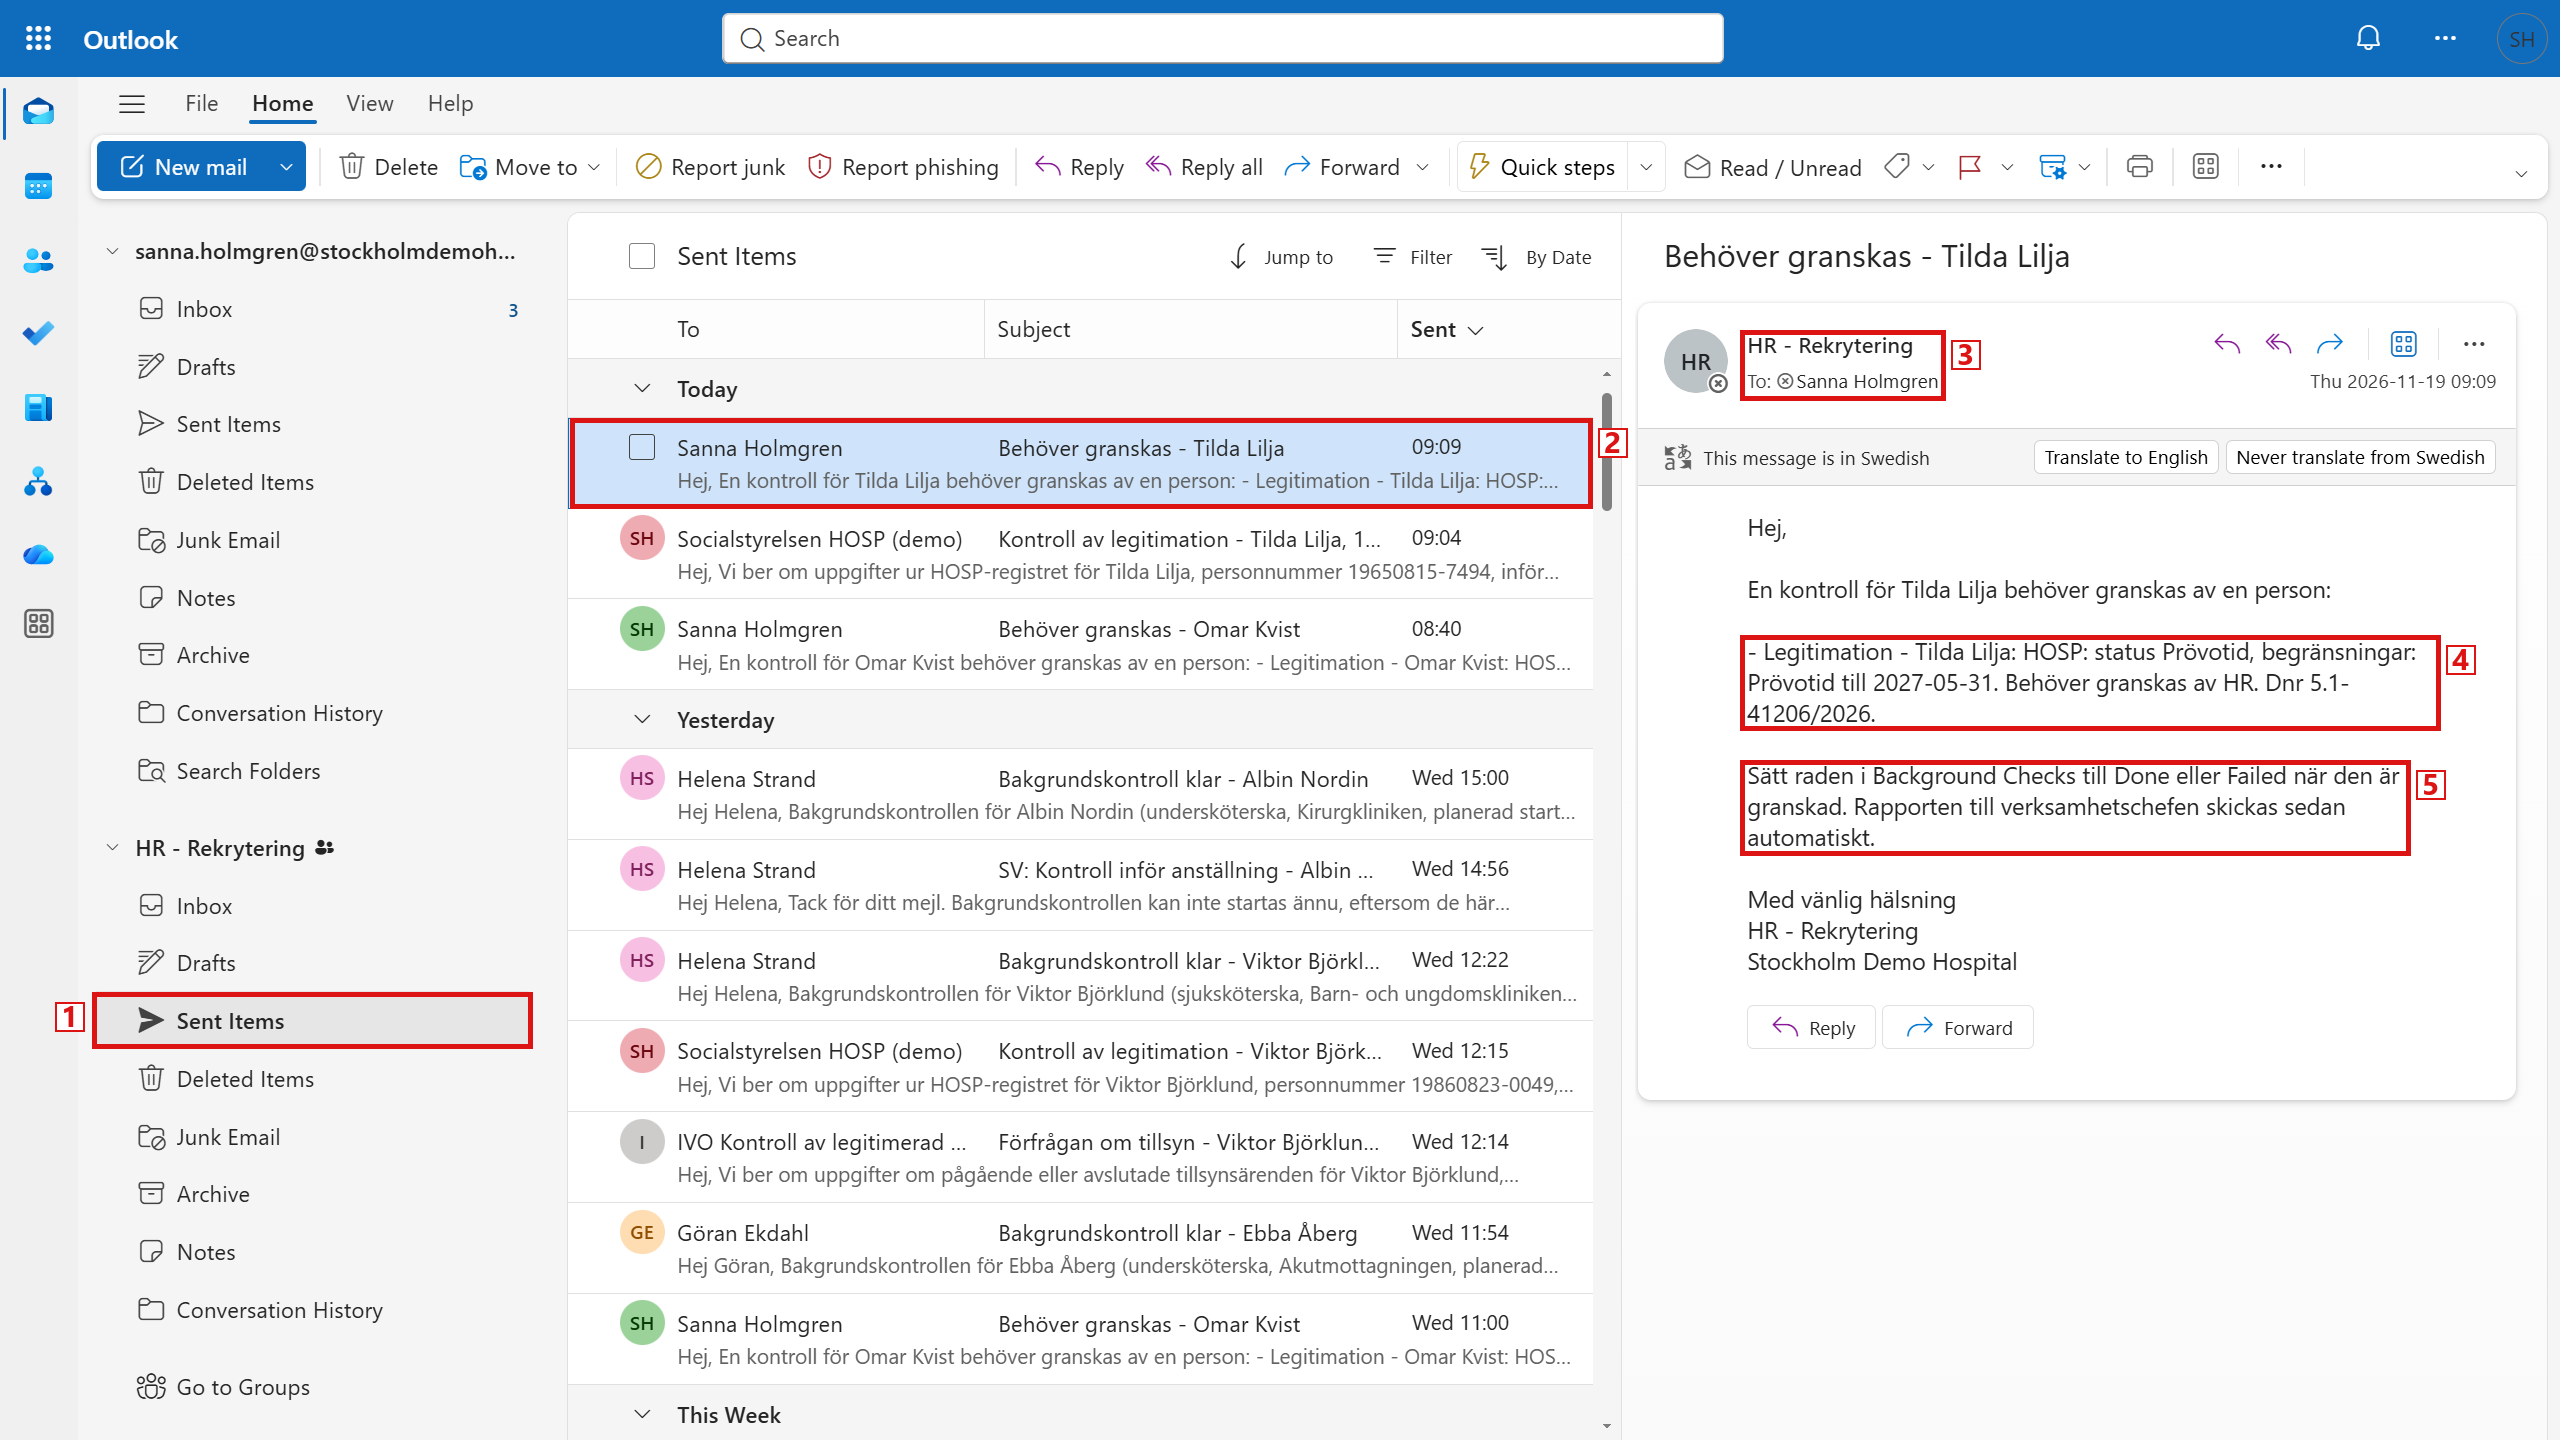 Outlook
Search
SH
File Home View Help
New mail Delete Move to Report junk Report phishing Reply Reply all Forward Quick steps Read / Unread
sanna.holmgren@stockholmdemoh...
Inbox 3
Drafts
Sent Items
Deleted Items
Junk Email
Notes
Archive
Conversation History
Search Folders
HR - Rekrytering
Inbox
Drafts
1 Sent Items
Deleted Items
Junk Email
Archive
Notes
Conversation History
Go to Groups
Sent Items Jump to Filter By Date
To Subject Sent
Today
Sanna Holmgren Behöver granskas - Tilda Lilja 09:09 2
Hej, En kontroll för Tilda Lilja behöver granskas av en person: - Legitimation - Tilda Lilja: HOSP:...
SH Socialstyrelsen HOSP (demo) Kontroll av legitimation - Tilda Lilja, 1... 09:04
Hej, Vi ber om uppgifter ur HOSP-registret för Tilda Lilja, personnummer 19650815-7494, inför...
SH Sanna Holmgren Behöver granskas - Omar Kvist 08:40
Hej, En kontroll för Omar Kvist behöver granskas av en person: - Legitimation - Omar Kvist: HOS...
Yesterday
HS Helena Strand Bakgrundskontroll klar - Albin Nordin Wed 15:00
Hej Helena, Bakgrundskontrollen för Albin Nordin (undersköterska, Kirurgkliniken, planerad start...
HS Helena Strand SV: Kontroll inför anställning - Albin ... Wed 14:56
Hej Helena, Tack för ditt mejl. Bakgrundskontrollen kan inte startas ännu, eftersom de här...
HS Helena Strand Bakgrundskontroll klar - Viktor Björkl... Wed 12:22
Hej Helena, Bakgrundskontrollen för Viktor Björklund (sjuksköterska, Barn- och ungdomskliniken...
SH Socialstyrelsen HOSP (demo) Kontroll av legitimation - Viktor Björk... Wed 12:15
Hej, Vi ber om uppgifter ur HOSP-registret för Viktor Björklund, personnummer 19860823-0049,...
I IVO Kontroll av legitimerad ... Förfrågan om tillsyn - Viktor Björklun... Wed 12:14
Hej, Vi ber om uppgifter om pågående eller avslutade tillsynsärenden för Viktor Björklund,...
GE Göran Ekdahl Bakgrundskontroll klar - Ebba Åberg Wed 11:54
Hej Göran, Bakgrundskontrollen för Ebba Åberg (undersköterska, Akutmottagningen, planerad...
SH Sanna Holmgren Behöver granskas - Omar Kvist Wed 11:00
Hej, En kontroll för Omar Kvist behöver granskas av en person: - Legitimation - Omar Kvist: HOS...
This Week
Behöver granskas - Tilda Lilja
HR HR - Rekrytering 3
To: Sanna Holmgren Thu 2026-11-19 09:09
This message is in Swedish Translate to English Never translate from Swedish
Hej,
En kontroll för Tilda Lilja behöver granskas av en person:
- Legitimation - Tilda Lilja: HOSP: status Prövotid, begränsningar: 4
Prövotid till 2027-05-31. Behöver granskas av HR. Dnr 5.1-
41206/2026.
Sätt raden i Background Checks till Done eller Failed när den är 5
granskad. Rapporten till verksamhetschefen skickas sedan
automatiskt.
Med vänlig hälsning
HR - Rekrytering
Stockholm Demo Hospital
Reply Forward